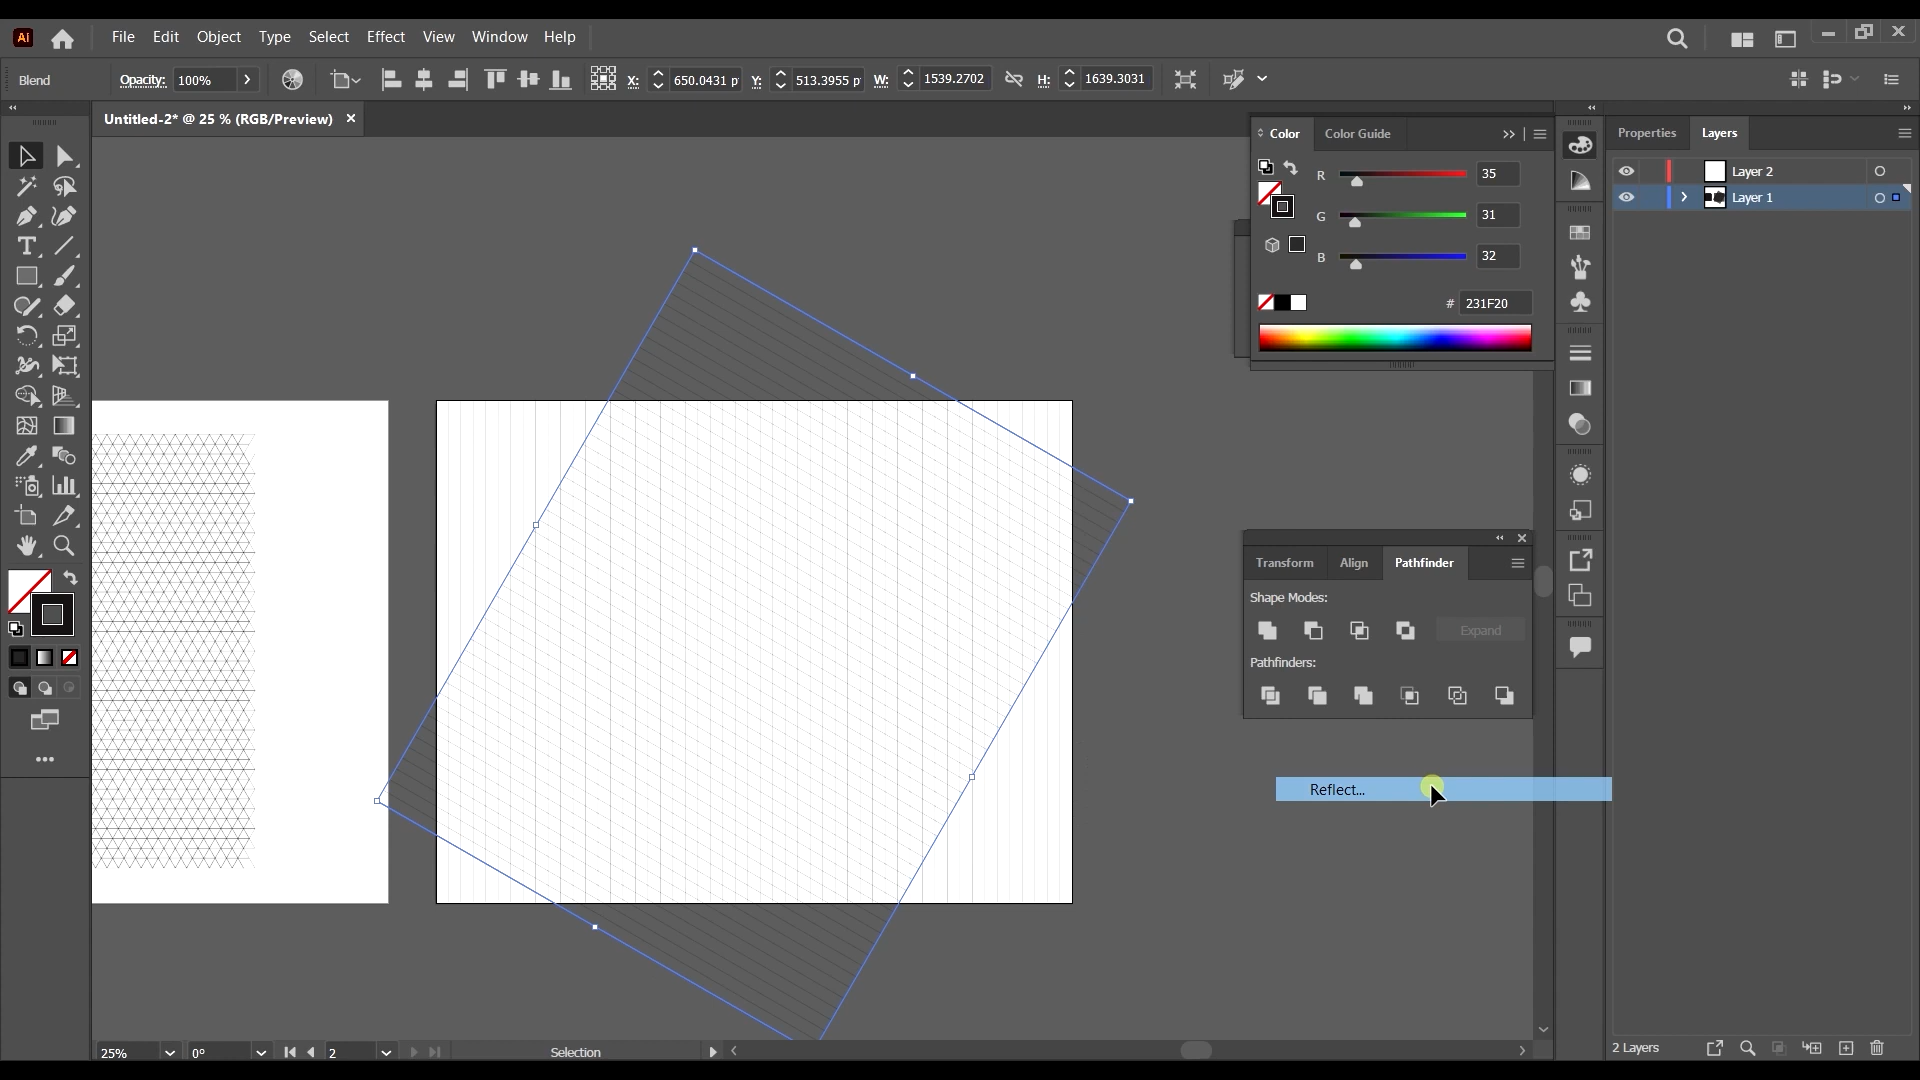 Ai File Edit Object Type Select Effect View Window Help
Blend Opacity: 100% X: 650.0431 p Y: 513.3955 p W: 1539.2702 H: 1639.3031
Untitled-2* @ 25 % (RGB/Preview)
Color Color Guide
R 35
G 31
B 32
# 231F20
Properties Layers
Layer 2
Layer 1
Transform Align Pathfinder
Shape Modes:
Expand
Pathfinders:
Reflect...
25% 0° 2 Selection
2 Layers